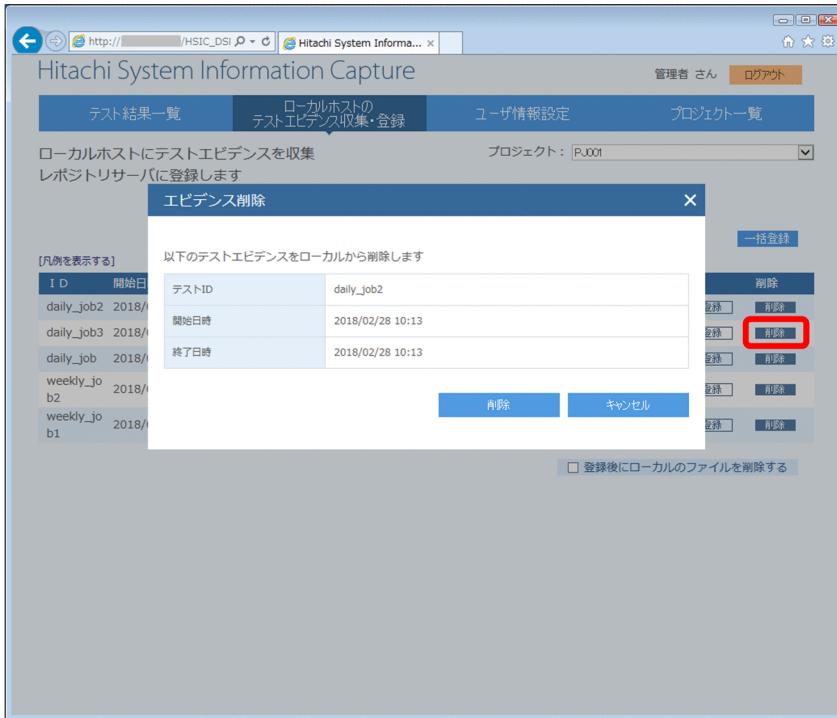 http:// /HSIC_DSI
Hitachi System Informa... ×
Hitachi System Information Capture
管理者 さん ログアウト
テスト結果一覧
ローカルホストの
テストエビデンス収集・登録
ユーザ情報設定
プロジェクト一覧
ローカルホストにテストエビデンスを収集
レポジトリサーバに登録します
プロジェクト： PJ001
エビデンス削除 ×
一括登録
[凡例を表示する]
以下のテストエビデンスをローカルから削除します
ＩＤ 開始日 削除
テストID daily_job2
開始日時 2018/02/28 10:13
終了日時 2018/02/28 10:13
daily_job2 2018/ 登録 削除
daily_job3 2018/ 登録 削除
daily_job 2018/ 登録 削除
weekly_jo
b2 2018/ 登録 削除
weekly_jo
b1 2018/ 登録 削除
削除 キャンセル
登録後にローカルのファイルを削除する